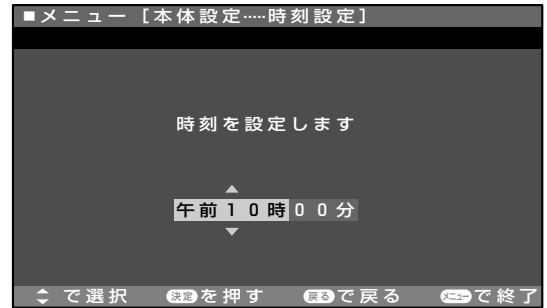 ■メニュー [本体設定……時刻設定]
時刻を設定します
午前10時00分
で選択 決定を押す 戻るで戻る メニューで終了